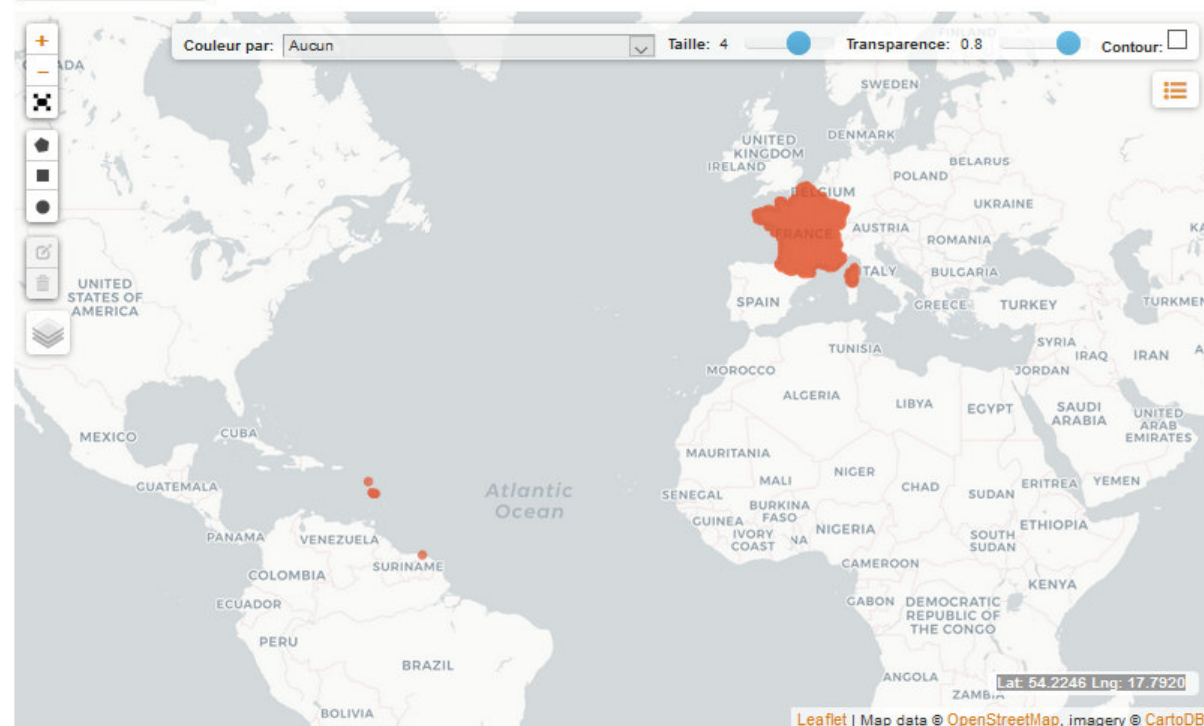 +
Couleur par: Aucun Taille: 4 Transparence: 0.8 Contour:
−
FINLAND
SWEDEN
DENMARK
UNITED
KINGDOM
IRELAND
BELARUS
POLAND
BELGIUM
UKRAINE
FRANCE
AUSTRIA
ROMANIA
ITALY
BULGARIA
UNITED
STATES OF
AMERICA
SPAIN
GREECE
TURKEY
TURKMEN
TUNISIA
SYRIA
IRAQ
IRAN
MOROCCO
JORDAN
ALGERIA
LIBYA
EGYPT
SAUDI
ARABIA
UNITED
ARAB
EMIRATES
MEXICO
CUBA
MAURITANIA
GUATEMALA
Atlantic
Ocean
SENEGAL
MALI
NIGER
CHAD
SUDAN
ERITREA
YEMEN
BURKINA
FASO
GUINEA
IVORY
COAST
NA
NIGERIA
SOUTH
SUDAN
ETHIOPIA
PANAMA
VENEZUELA
SURINAME
COLOMBIA
CAMEROON
KENYA
ECUADOR
GABON
DEMOCRATIC
REPUBLIC OF
THE CONGO
PERU
BRAZIL
ANGOLA
Lat: 54.2246 Lng: 17.7920
ZAMBIA
BOLIVIA
Leaflet | Map data © OpenStreetMap, imagery © CartoDB